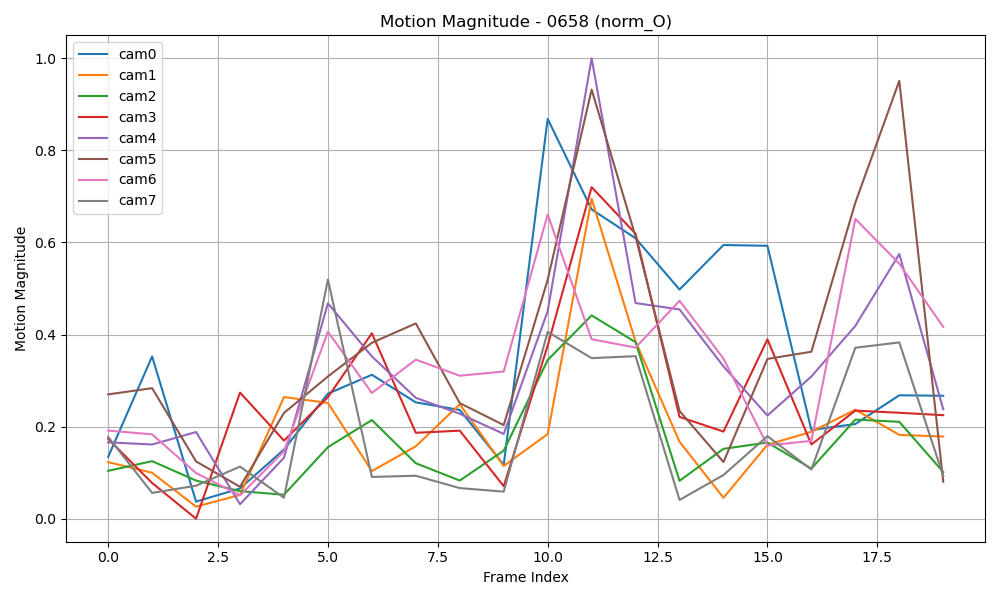 Motion Magnitude - 0658 (norm_O)
cam0
cam1
cam2
cam3
cam4
cam5
cam6
cam7
Motion Magnitude
1.0
0.8
0.6
0.4
0.2
0.0
0.0 2.5 5.0 7.5 10.0 12.5 15.0 17.5
Frame Index